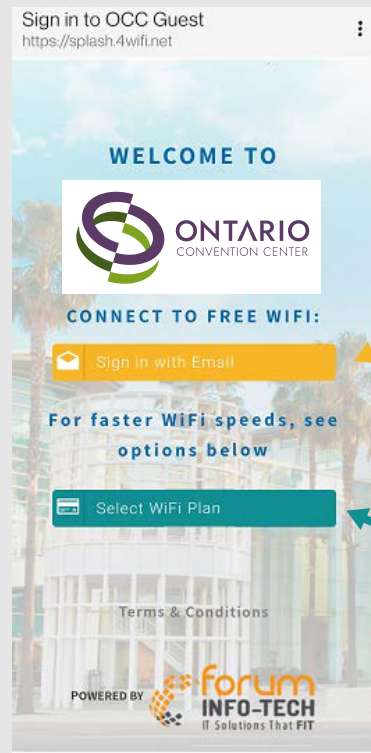 Sign in to OCC Guest
https://splash.4wifi.net
WELCOME TO
ONTARIO
CONVENTION CENTER
CONNECT TO FREE WIFI:
Sign in with Email
For faster WiFi speeds, see
options below
Select WiFi Plan
Terms & Conditions
POWERED BY
forum
INFO-TECH
IT Solutions That FIT